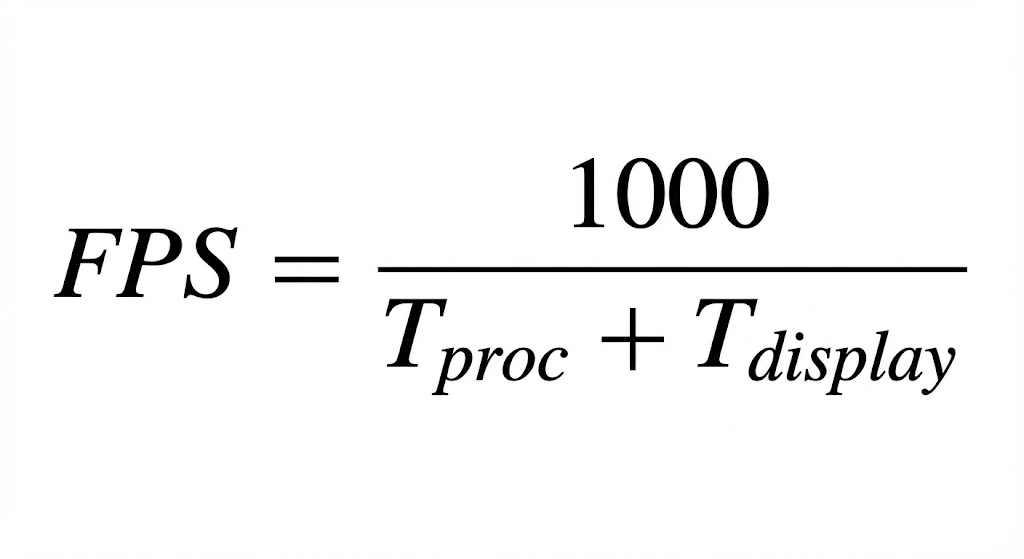 FPS = 1000 / (T_proc + T_display)